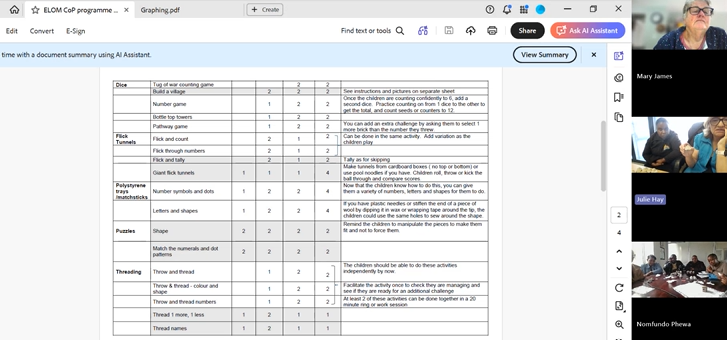 ELOM CoP programme ...
Graphing.pdf
+ Create
Edit Convert E-Sign
Find text or tools
Share
Ask AI Assistant
time with a document summary using AI Assistant.
View Summary
Dice Tug of war counting game 2 2
Build a village 2 2 2 See instructions and pictures on separate sheet
Number game 1 2 2 Once the children are counting confidently to 6, add a
second dice. Practice counting on from 1 dice to the other to
get the total, and count seeds or counters to 12.
Bottle top towers 1 2 2
Pathway game 1 2 2 You can add an extra challenge by asking them to select 1
more brick than the number they threw
Flick
Tunnels Flick and count 2 1 2 Can be done in the same activity. Add variation as the
children play
Flick through numbers 2 1 2
Flick and tally 2 1 2 Tally as for skipping
Giant flick tunnels 1 1 1 4 Make tunnels from cardboard boxes ( no top or bottom) or
use pool noodles if you have. Children roll, throw or kick the
ball through and compare scores
Polystyrene
trays
/matchsticks Number symbols and dots 1 2 2 4 Now that the children know how to do this, you can give
them a variety of numbers, letters and shapes for them to do.
Letters and shapes 1 2 2 4 If you have plastic needles or stiffen the end of a piece of
wool by dipping it in wax or wrapping tape around the tip, the
children could use the same holes to sew around the shape.
Puzzles Shape 2 2 2 2 Remind the children to manipulate the pieces to make them
fit and not to force them.
Match the numerals and dot
patterns 2 2 2 2
Threading Throw and thread 1 2 2 The children should be able to do these activities
independently by now.
Throw & thread - colour and
shape 1 2 2 Facilitate the activity once to check they are managing and
see if they are ready for an additional challenge
Throw and thread numbers 1 2 2 At least 2 of these activities can be done together in a 20
minute ring or work session
Thread 1 more, 1 less 1 2 1 1
Thread names 1 2 1 1
2
4
Mary James
Julie Hay
Nomfundo Phewa